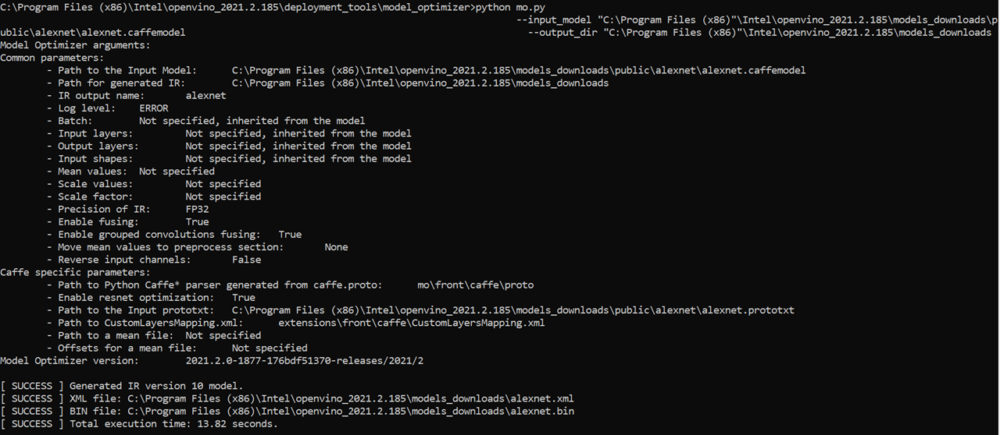 C:\Program Files (x86)\Intel\openvino_2021.2.185\deployment_tools\model_optimizer>python mo.py
--input_model "C:\Program Files (x86)"\Intel\openvino_2021.2.185\models_downloads\p
ublic\alexnet\alexnet.caffemodel --output_dir "C:\Program Files (x86)"\Intel\openvino_2021.2.185\models_downloads
Model Optimizer arguments:
Common parameters:
- Path to the Input Model: C:\Program Files (x86)\Intel\openvino_2021.2.185\models_downloads\public\alexnet\alexnet.caffemodel
- Path for generated IR: C:\Program Files (x86)\Intel\openvino_2021.2.185\models_downloads
- IR output name: alexnet
- Log level: ERROR
- Batch: Not specified, inherited from the model
- Input layers: Not specified, inherited from the model
- Output layers: Not specified, inherited from the model
- Input shapes: Not specified, inherited from the model
- Mean values: Not specified
- Scale values: Not specified
- Scale factor: Not specified
- Precision of IR: FP32
- Enable fusing: True
- Enable grouped convolutions fusing: True
- Move mean values to preprocess section: None
- Reverse input channels: False
Caffe specific parameters:
- Path to Python Caffe* parser generated from caffe.proto: mo\front\caffe\proto
- Enable resnet optimization: True
- Path to the Input prototxt: C:\Program Files (x86)\Intel\openvino_2021.2.185\models_downloads\public\alexnet\alexnet.prototxt
- Path to CustomLayersMapping.xml: extensions\front\caffe\CustomLayersMapping.xml
- Path to a mean file: Not specified
- Offsets for a mean file: Not specified
Model Optimizer version: 2021.2.0-1877-176bdf51370-releases/2021/2
[ SUCCESS ] Generated IR version 10 model.
[ SUCCESS ] XML file: C:\Program Files (x86)\Intel\openvino_2021.2.185\models_downloads\alexnet.xml
[ SUCCESS ] BIN file: C:\Program Files (x86)\Intel\openvino_2021.2.185\models_downloads\alexnet.bin
[ SUCCESS ] Total execution time: 13.82 seconds.